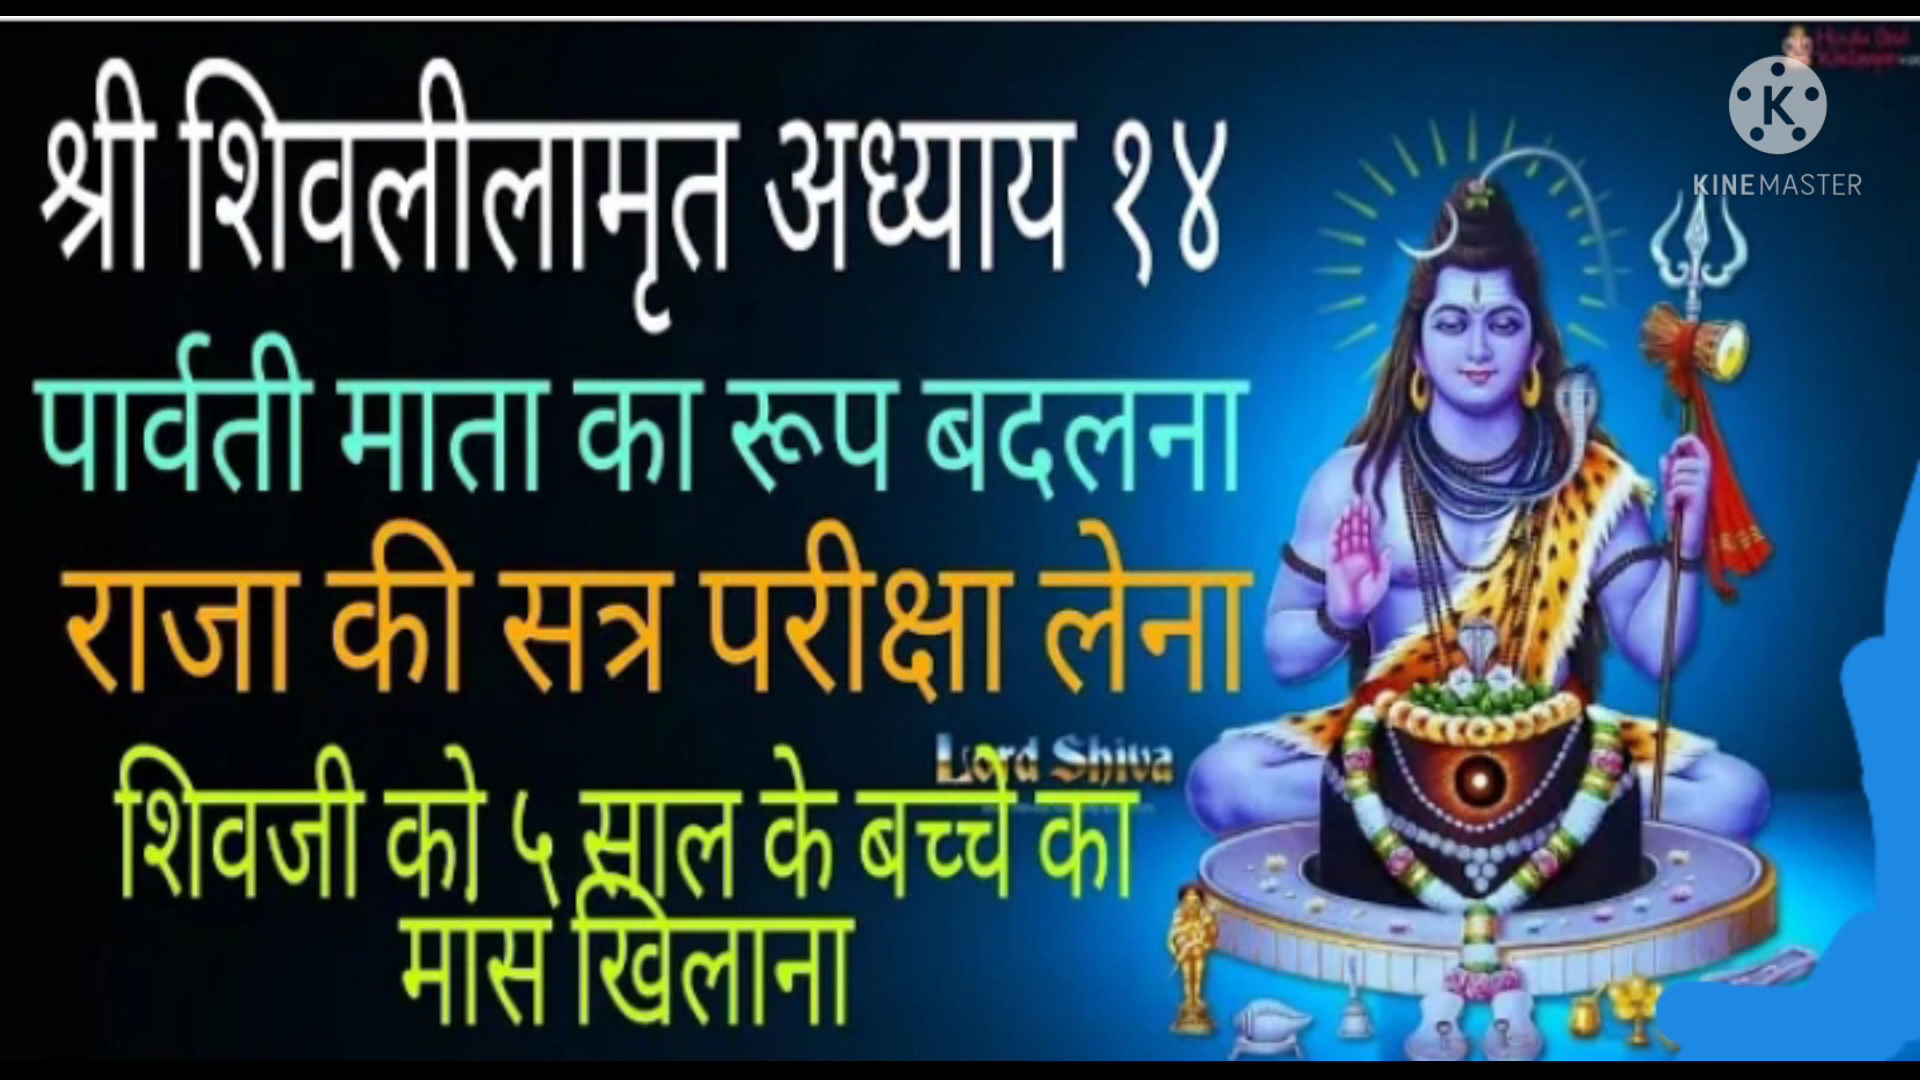 श्री शिवलीलामृत अध्याय १४
KINEMASTER
पार्वती माता का रूप बदलना
राजा की सत्र परीक्षा लेना
Lord Shiva
शिवजी को ५ साल के बच्चे का
मास खिलाना